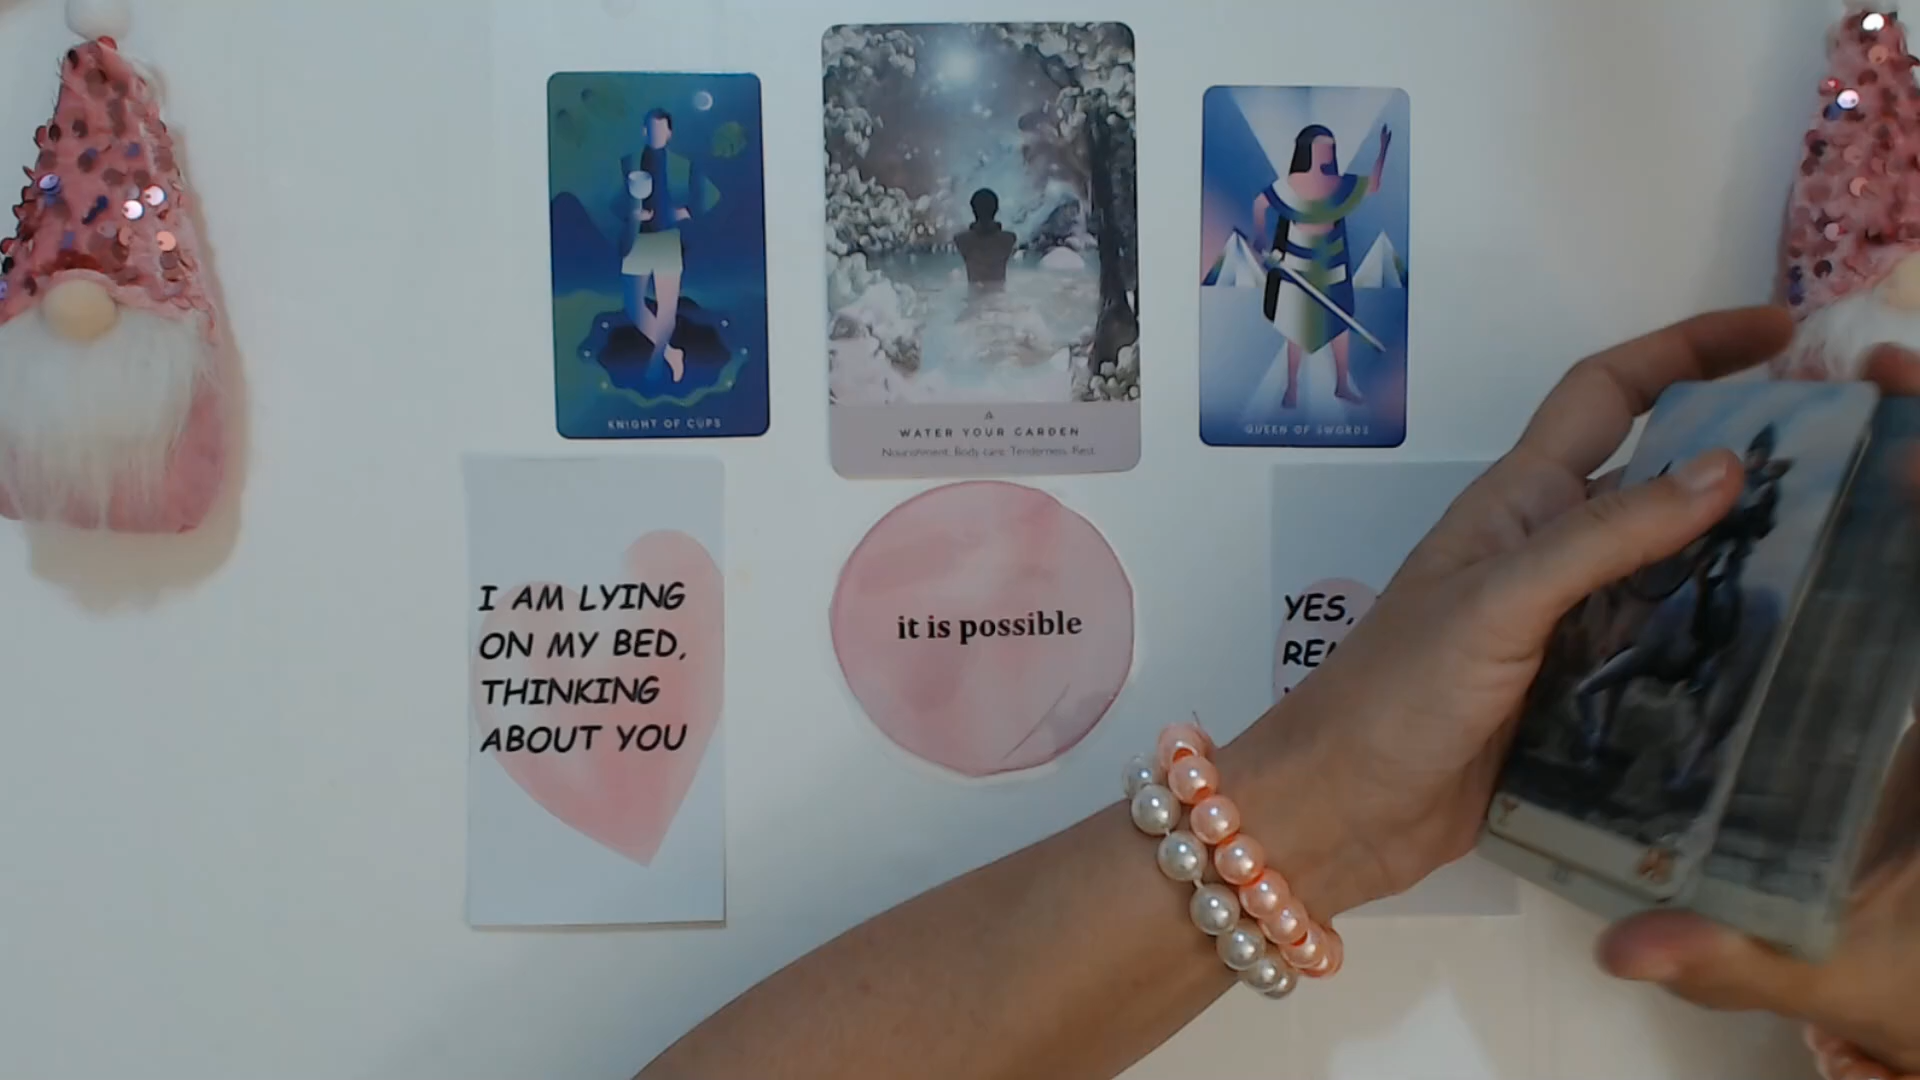 KNIGHT OF CUPS
WATER YOUR GARDEN
Nourishment. Body care. Tenderness. Rest.
QUEEN OF SWORDS
I AM LYING
ON MY BED,
THINKING
ABOUT YOU
it is possible
YES,